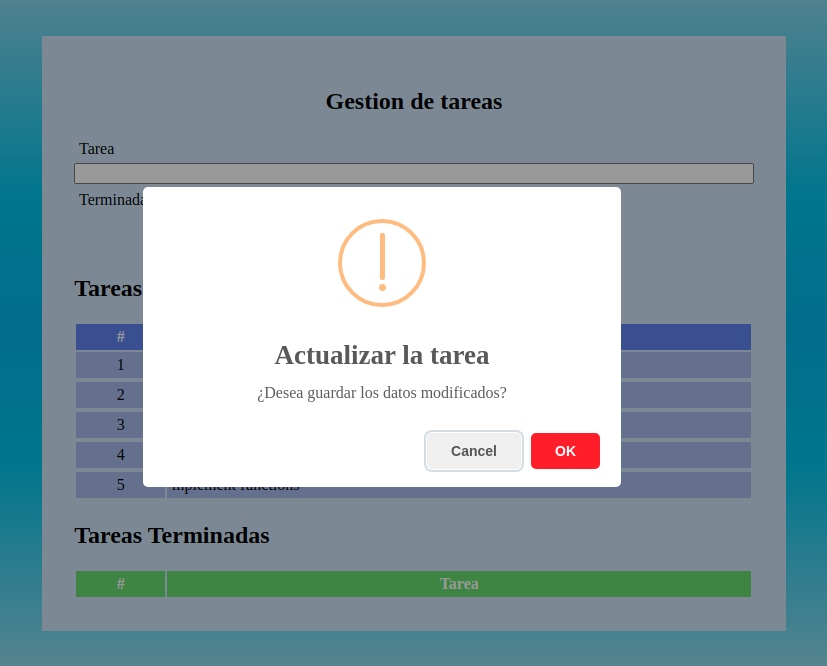 Gestion de tareas
Tarea
Terminada
Tareas
#
1
2
3
4
5
Actualizar la tarea
¿Desea guardar los datos modificados?
Cancel OK
functions
Tareas Terminadas
# Tarea